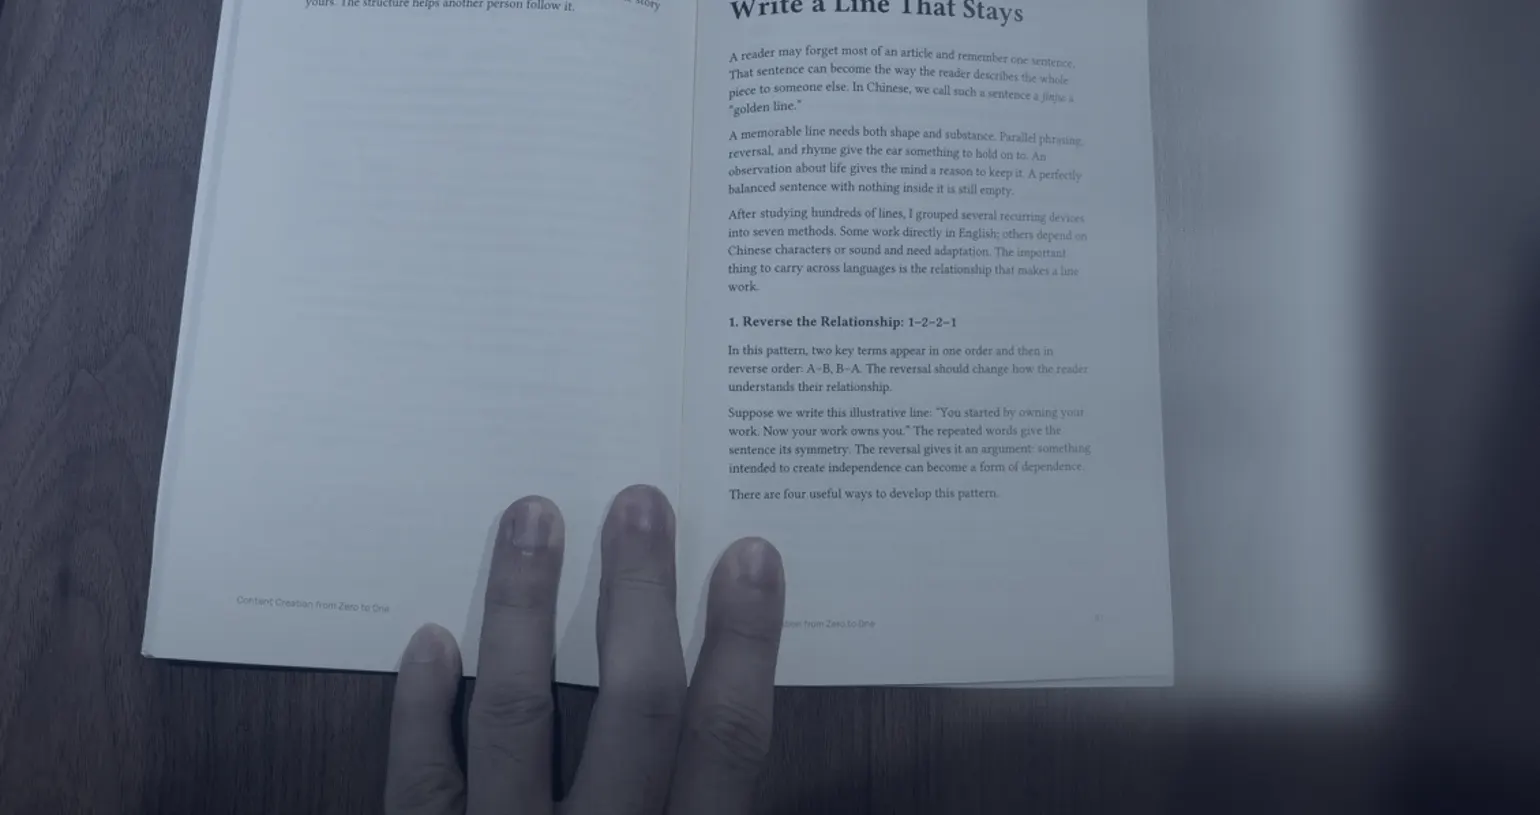 yours. The structure helps another person follow it.
story
Content Creation from Zero to One
Write a Line That Stays
A reader may forget most of an article and remember one sentence.
That sentence can become the way the reader describes the whole
piece to someone else. In Chinese, we call such a sentence a jinju a
"golden line."
A memorable line needs both shape and substance. Parallel phrasing,
reversal, and rhyme give the ear something to hold on to. An
observation about life gives the mind a reason to keep it. A perfectly
balanced sentence with nothing inside it is still empty.
After studying hundreds of lines, I grouped several recurring devices
into seven methods. Some work directly in English; others depend on
Chinese characters or sound and need adaptation. The important
thing to carry across languages is the relationship that makes a line
work.
1. Reverse the Relationship: 1–2–2–1
In this pattern, two key terms appear in one order and then in
reverse order: A–B, B–A. The reversal should change how the reader
understands their relationship.
Suppose we write this illustrative line: "You started by owning your
work. Now your work owns you." The repeated words give the
sentence its symmetry. The reversal gives it an argument: something
intended to create independence can become a form of dependence.
There are four useful ways to develop this pattern.
from Zero to One